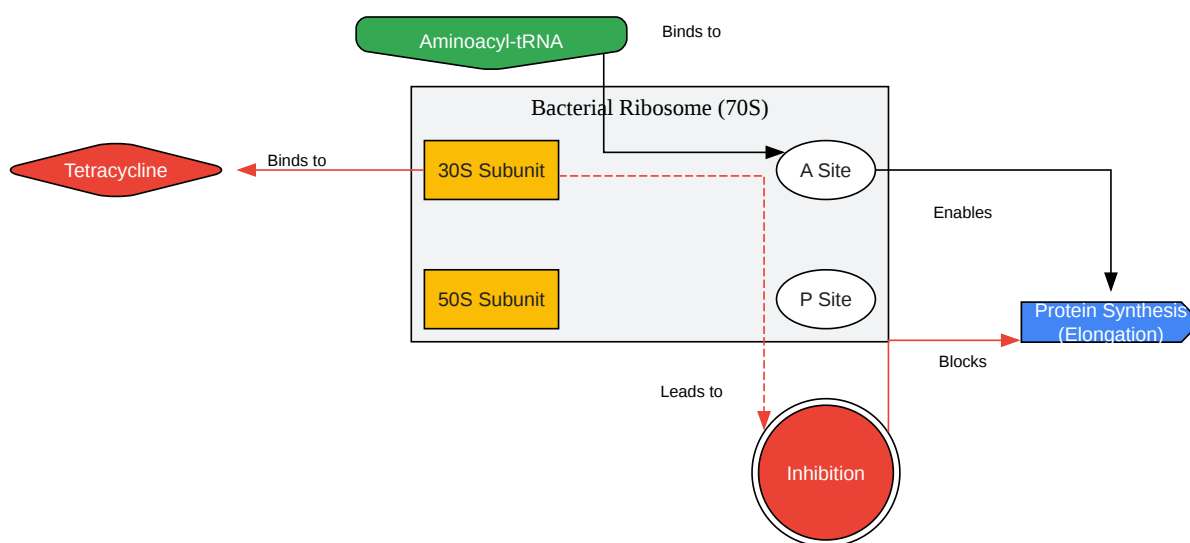 Aminoacyl-tRNA
Binds to
Bacterial Ribosome (70S)
Tetracycline
Binds to
30S Subunit
A Site
Enables
50S Subunit
P Site
Protein Synthesis
(Elongation)
Leads to
Blocks
Inhibition